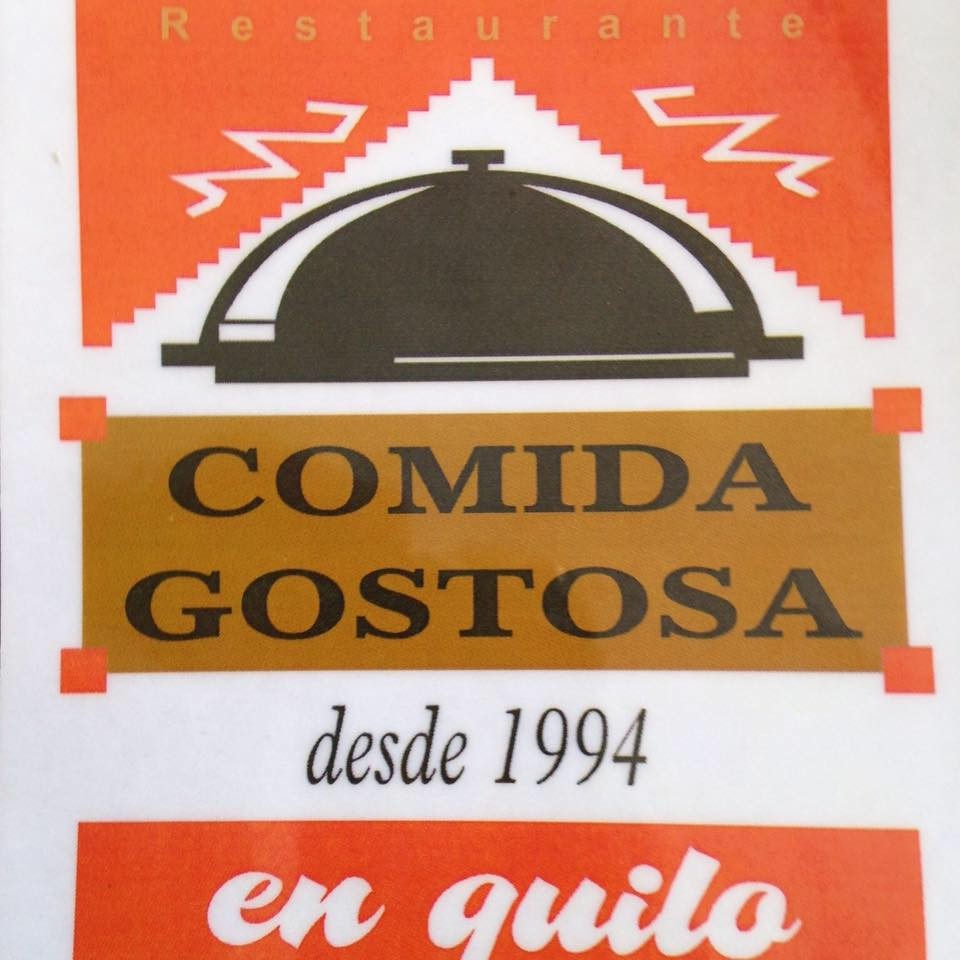 Restaurante
COMIDA
GOSTOSA
desde 1994
en quilo